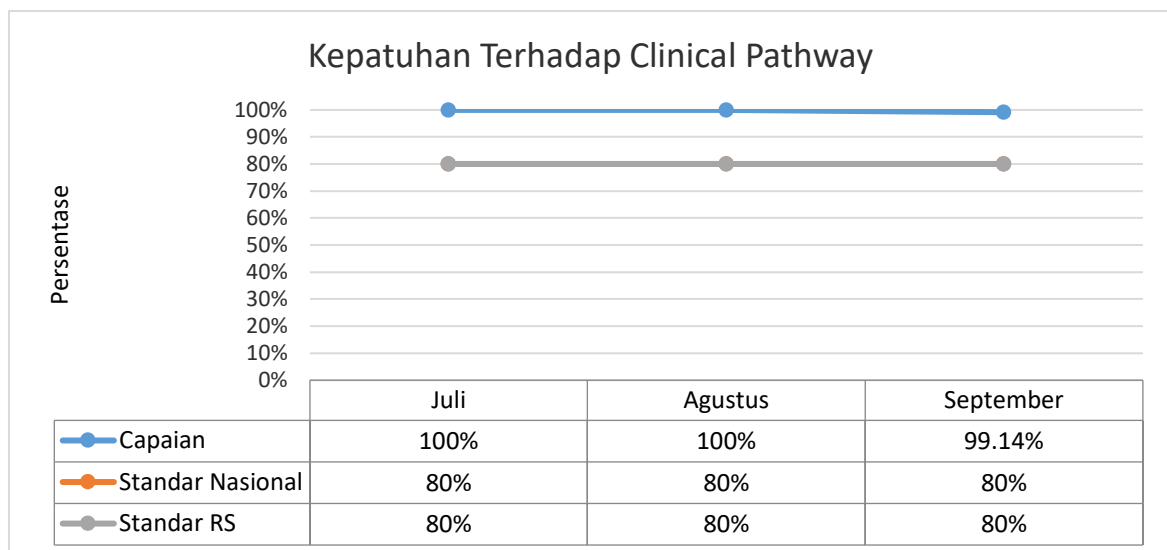 Kepatuhan Terhadap Clinical Pathway
Persentase
100%
90%
80%
70%
60%
50%
40%
30%
20%
10%
0%
Juli Agustus September
Capaian 100% 100% 99.14%
Standar Nasional 80% 80% 80%
Standar RS 80% 80% 80%